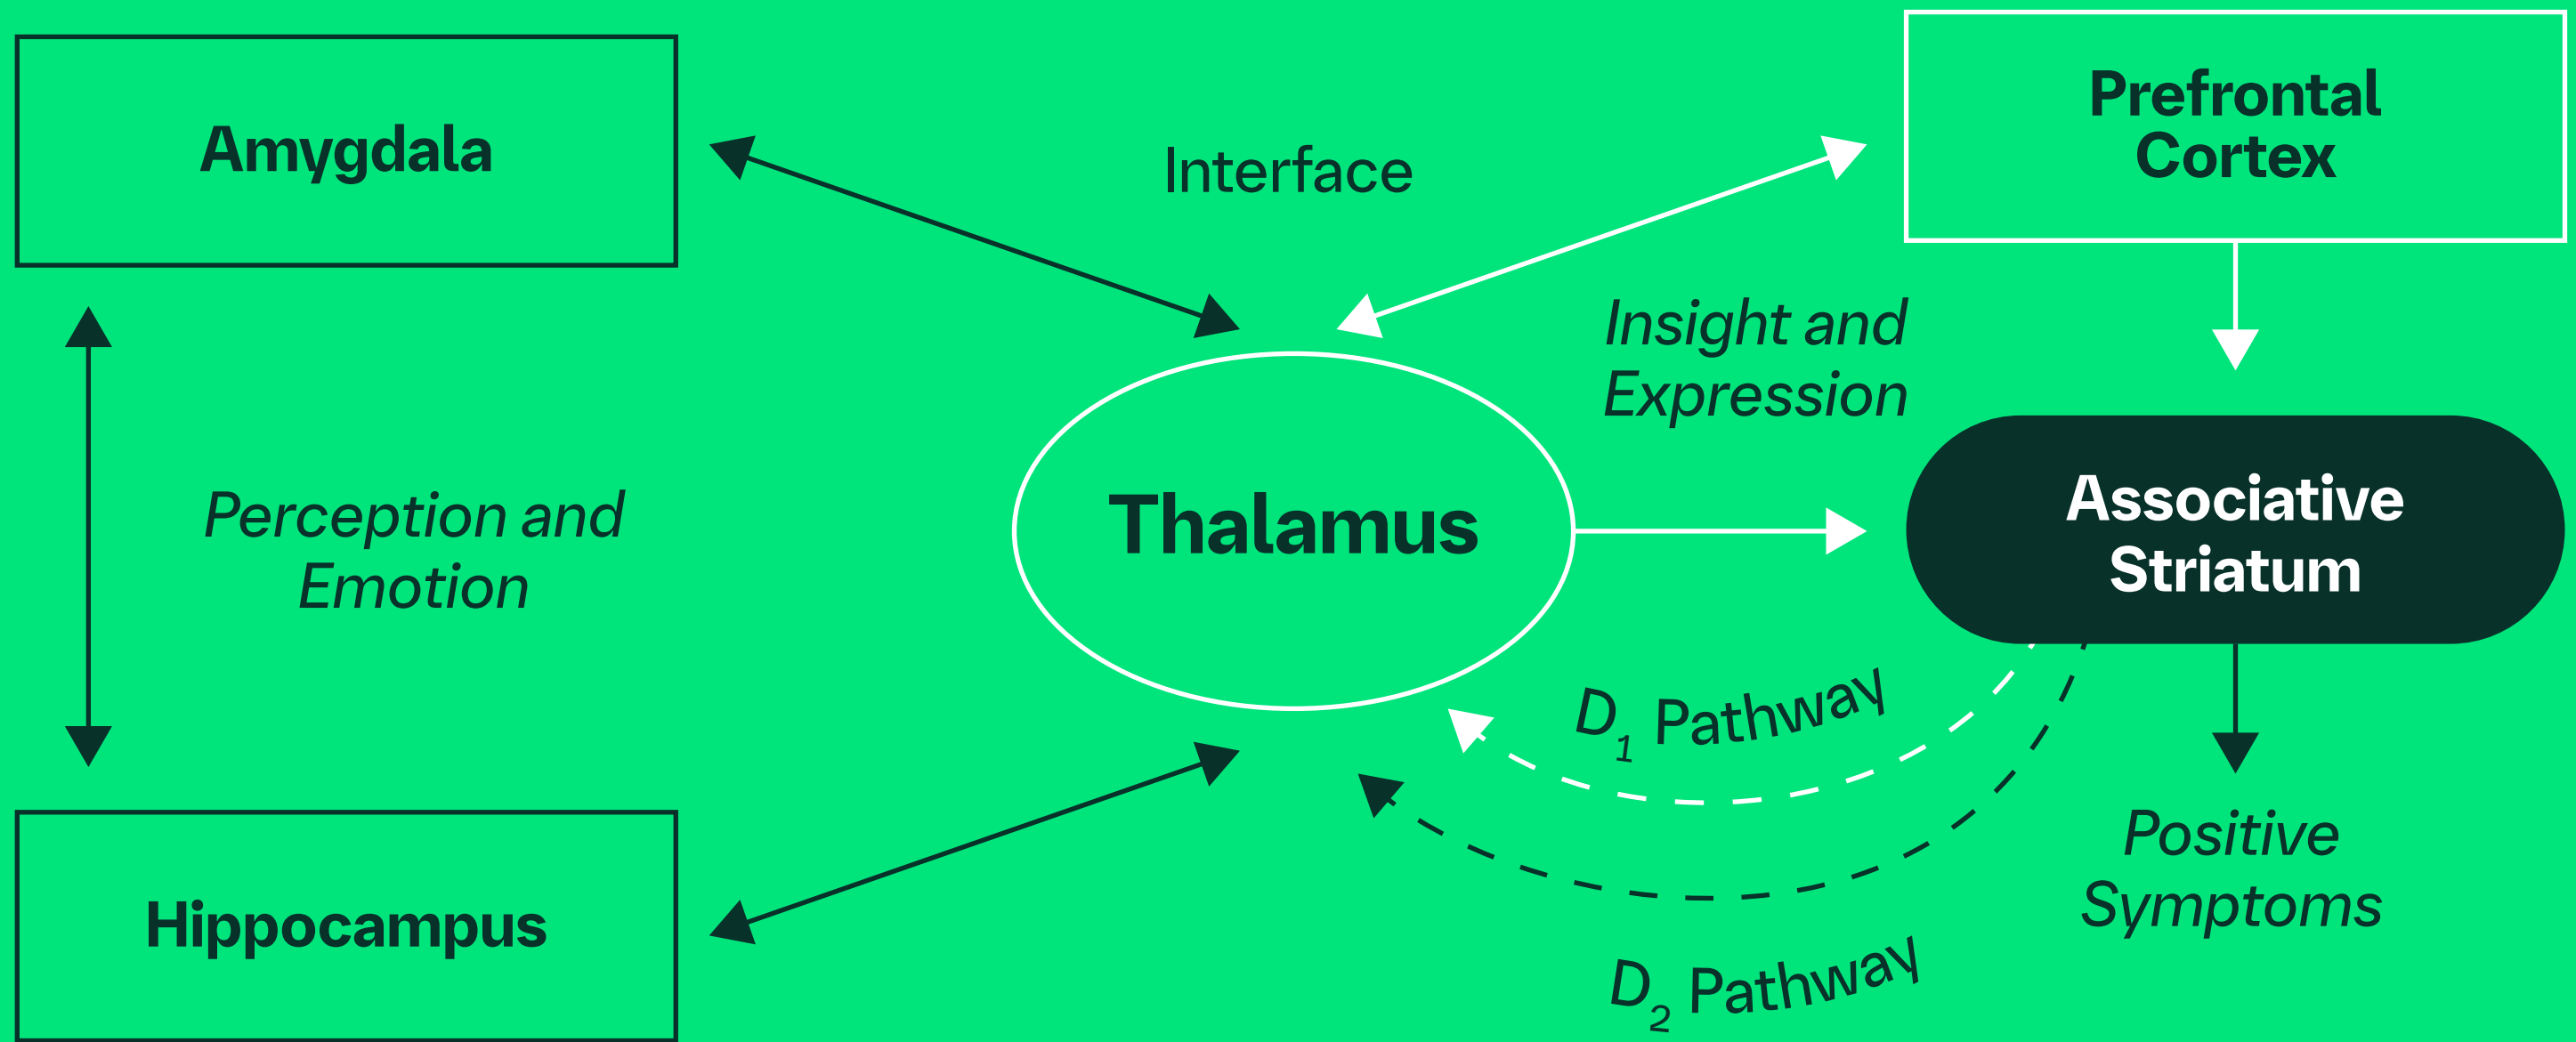 Amygdala
Interface
Prefrontal
Cortex
Insight and
Expression
Perception and
Emotion
Thalamus
Associative
Striatum
D₁ Pathway
Positive
Symptoms
Hippocampus
D₂ Pathway